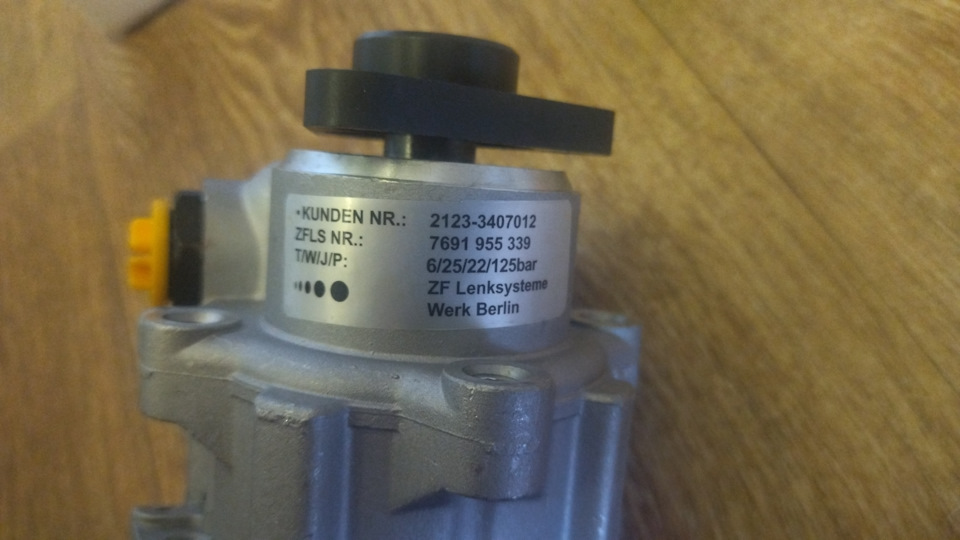 •KUNDEN NR.: 2123-3407012
ZFLS NR.: 7691 955 339
T/W/J/P: 6/25/22/125bar
ZF Lenksysteme
Werk Berlin